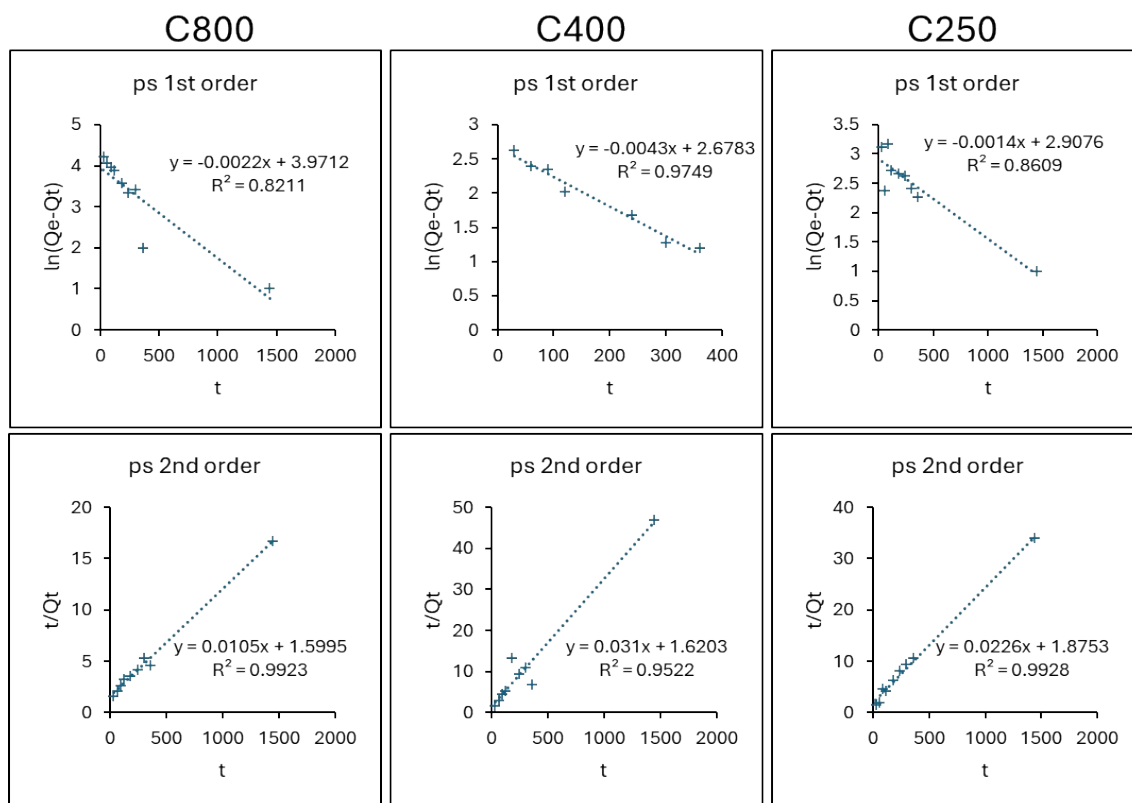 C800
C400
C250
ps 1st order
5
4
3
2
1
0
0 500 1000 1500 2000
ln(Qe-Qt)
t
y = -0.0022x + 3.9712
R² = 0.8211
ps 1st order
3
2.5
2
1.5
1
0.5
0
0 100 200 300 400
ln(Qe-Qt)
t
y = -0.0043x + 2.6783
R² = 0.9749
ps 1st order
3.5
3
2.5
2
1.5
1
0.5
0
0 500 1000 1500 2000
ln(Qe-Qt)
t
y = -0.0014x + 2.9076
R² = 0.8609
ps 2nd order
20
15
10
5
0
0 500 1000 1500 2000
t/Qt
t
y = 0.0105x + 1.5995
R² = 0.9923
ps 2nd order
50
40
30
20
10
0
0 500 1000 1500 2000
t/Qt
t
y = 0.031x + 1.6203
R² = 0.9522
ps 2nd order
40
30
20
10
0
0 500 1000 1500 2000
t/Qt
t
y = 0.0226x + 1.8753
R² = 0.9928